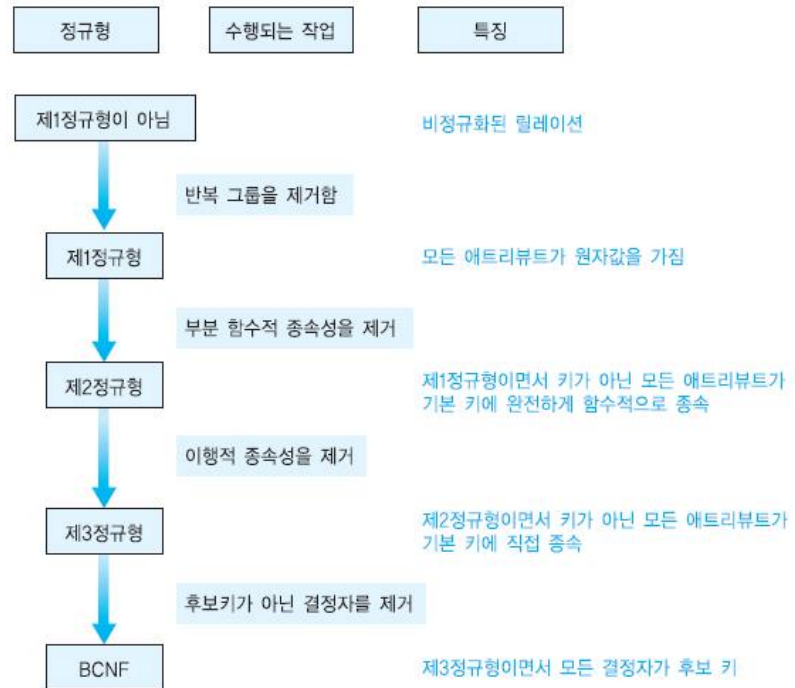 정규형 수행되는 작업 특징
제1정규형이 아님 비정규화된 릴레이션
반복 그룹을 제거함
제1정규형 모든 애트리뷰트가 원자값을 가짐
부분 함수적 종속성을 제거
제2정규형 제1정규형이면서 키가 아닌 모든 애트리뷰트가
기본 키에 완전하게 함수적으로 종속
이행적 종속성을 제거
제3정규형 제2정규형이면서 키가 아닌 모든 애트리뷰트가
기본 키에 직접 종속
후보키가 아닌 결정자를 제거
BCNF 제3정규형이면서 모든 결정자가 후보 키